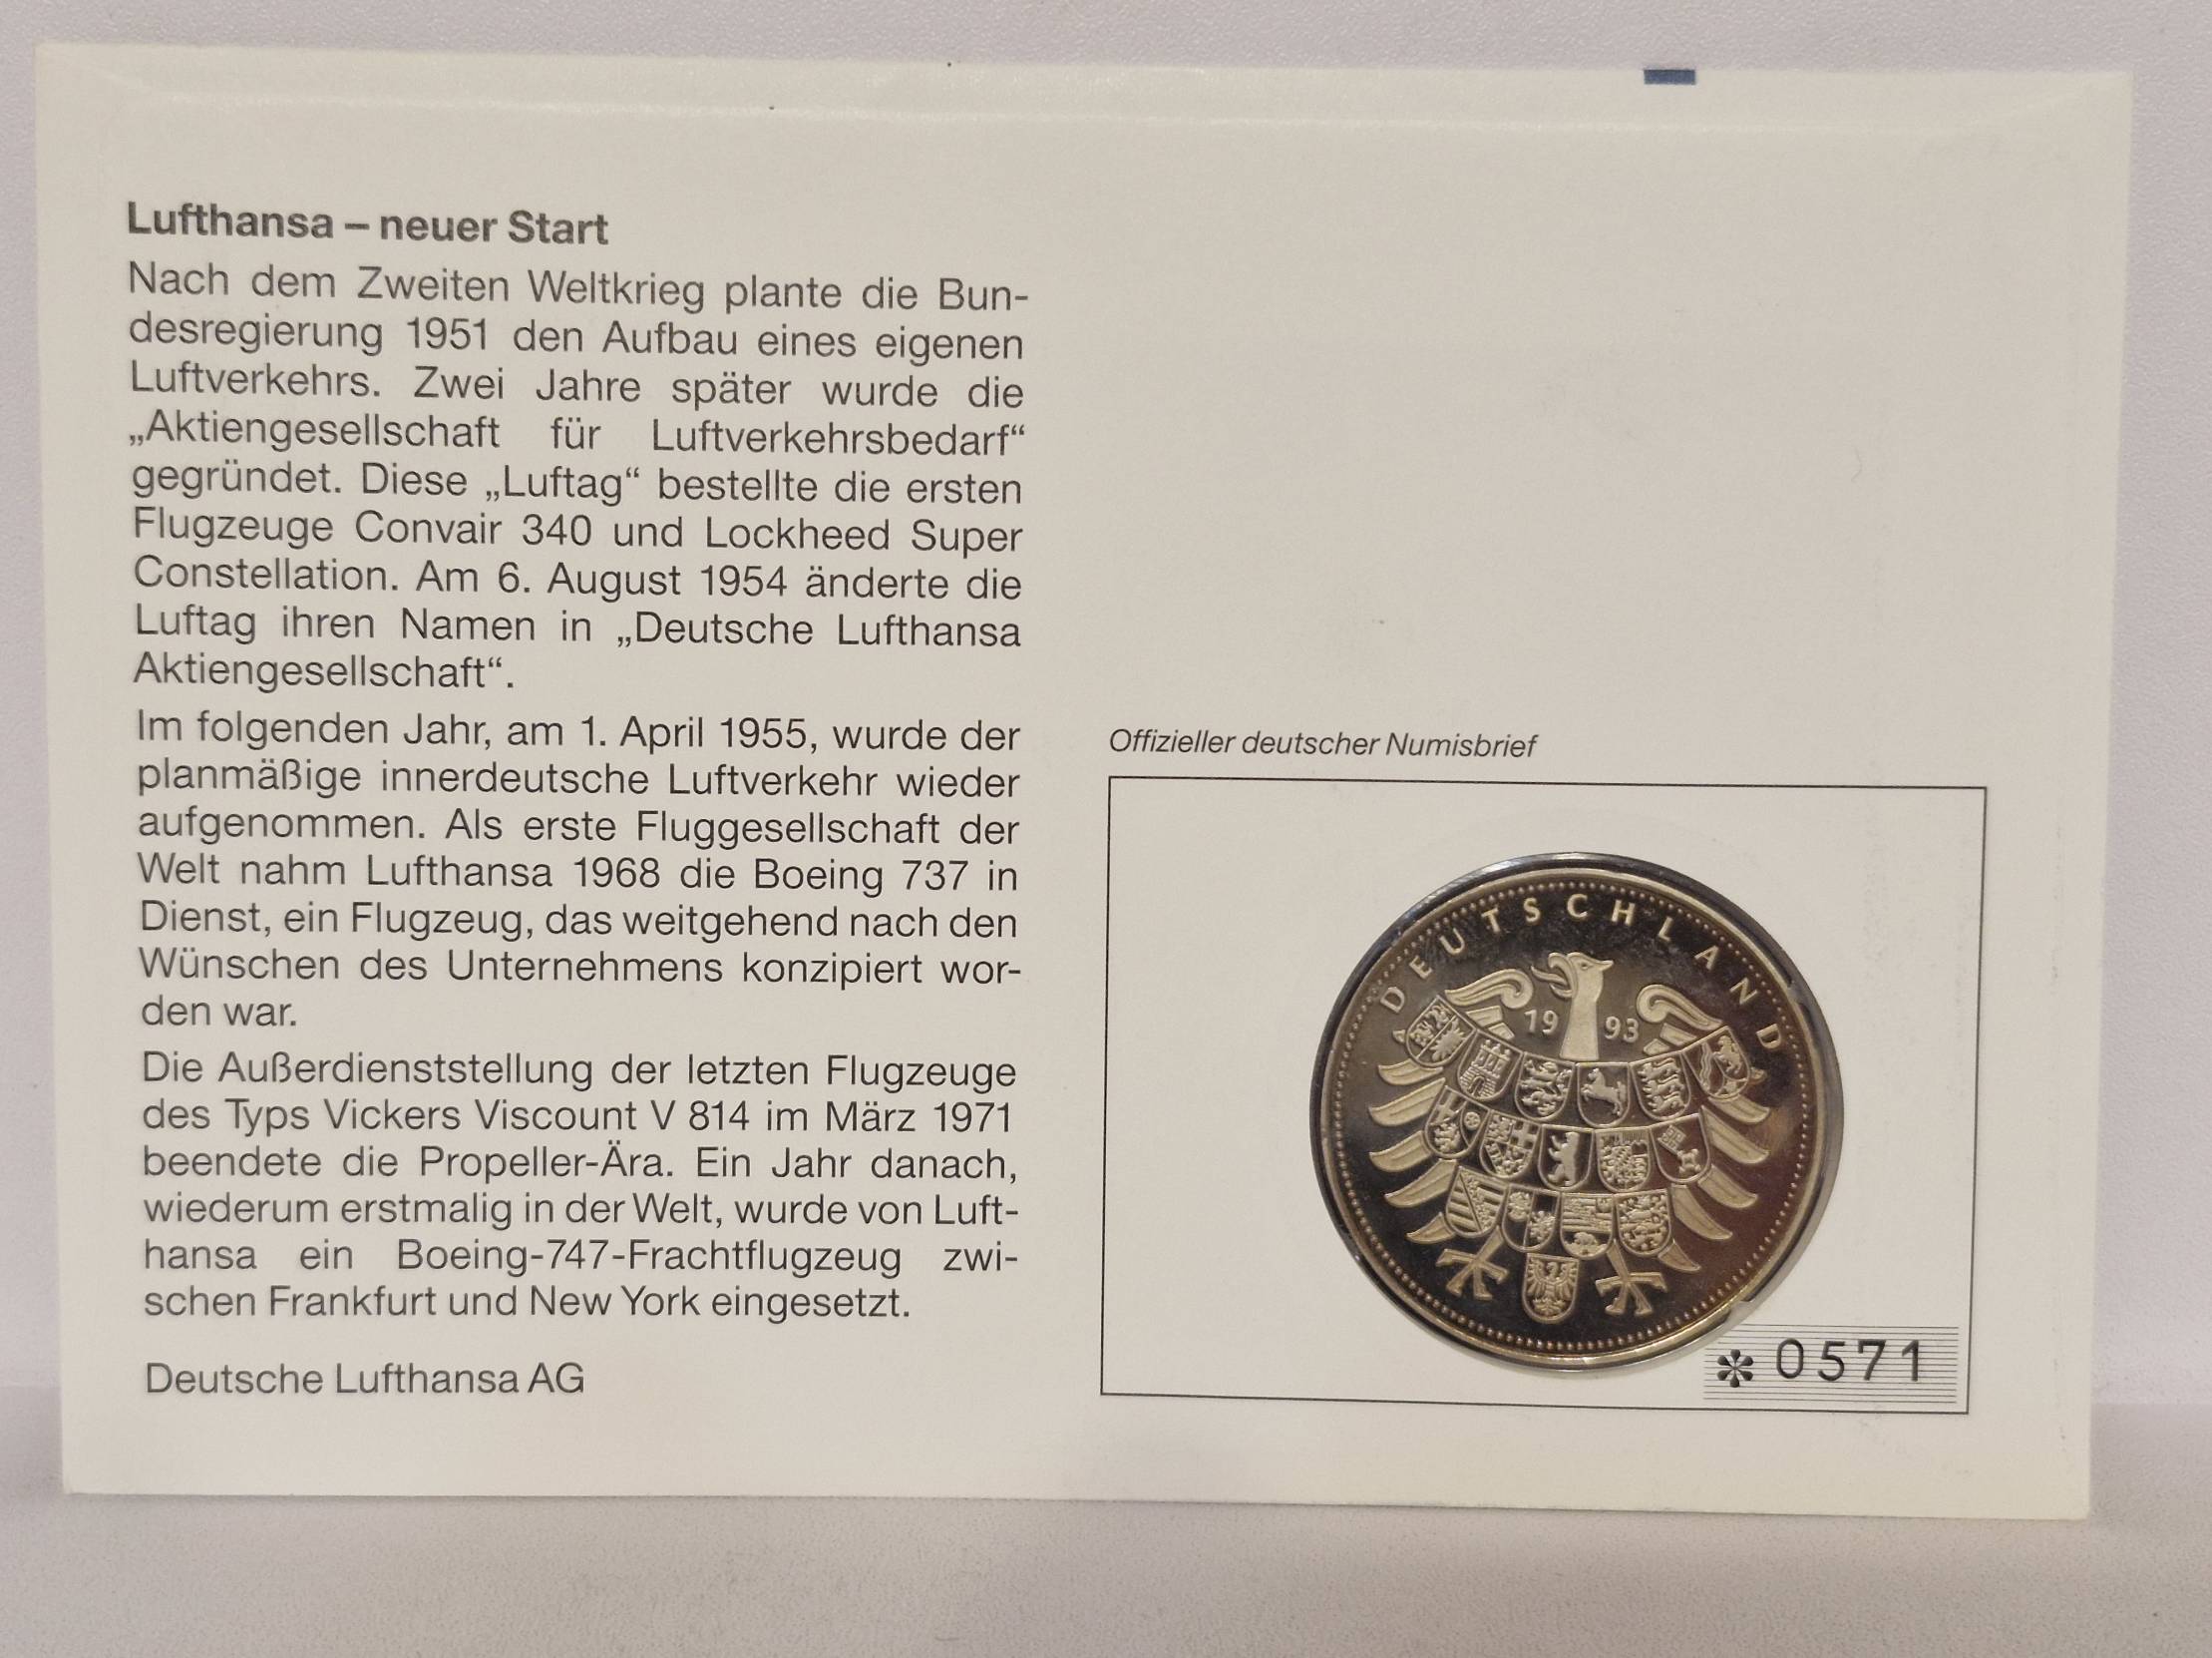 Lufthansa – neuer Start
Nach dem Zweiten Weltkrieg plante die Bun-
desregierung 1951 den Aufbau eines eigenen
Luftverkehrs. Zwei Jahre später wurde die
„Aktiengesellschaft für Luftverkehrsbedarf“
gegründet. Diese „Luftag“ bestellte die ersten
Flugzeuge Convair 340 und Lockheed Super
Constellation. Am 6. August 1954 änderte die
Luftag ihren Namen in „Deutsche Lufthansa
Aktiengesellschaft“.
Im folgenden Jahr, am 1. April 1955, wurde der
planmäßige innerdeutsche Luftverkehr wieder
aufgenommen. Als erste Fluggesellschaft der
Welt nahm Lufthansa 1968 die Boeing 737 in
Dienst, ein Flugzeug, das weitgehend nach den
Wünschen des Unternehmens konzipiert wor-
den war.
Die Außerdienststellung der letzten Flugzeuge
des Typs Vickers Viscount V 814 im März 1971
beendete die Propeller-Ära. Ein Jahr danach,
wiederum erstmalig in der Welt, wurde von Luft-
hansa ein Boeing-747-Frachtflugzeug zwi-
schen Frankfurt und New York eingesetzt.
Deutsche Lufthansa AG
Offizieller deutscher Numisbrief
DEUTSCHLAND
19 93
*0571